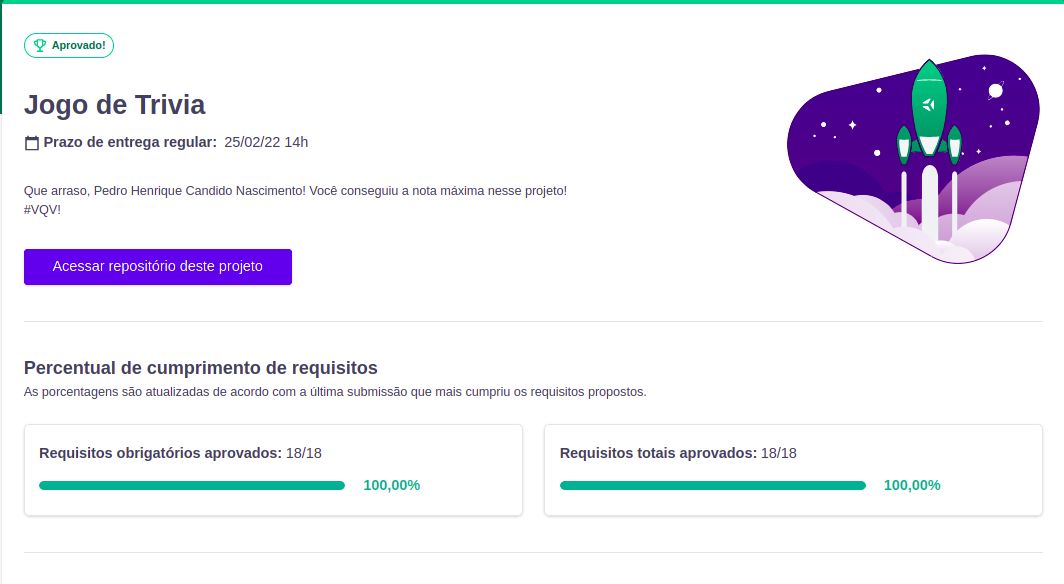 Aprovado!
Jogo de Trivia
Prazo de entrega regular: 25/02/22 14h
Que arraso, Pedro Henrique Candido Nascimento! Você conseguiu a nota máxima nesse projeto!
#VQV!
Acessar repositório deste projeto
Percentual de cumprimento de requisitos
As porcentagens são atualizadas de acordo com a última submissão que mais cumpriu os requisitos propostos.
Requisitos obrigatórios aprovados: 18/18
100,00%
Requisitos totais aprovados: 18/18
100,00%